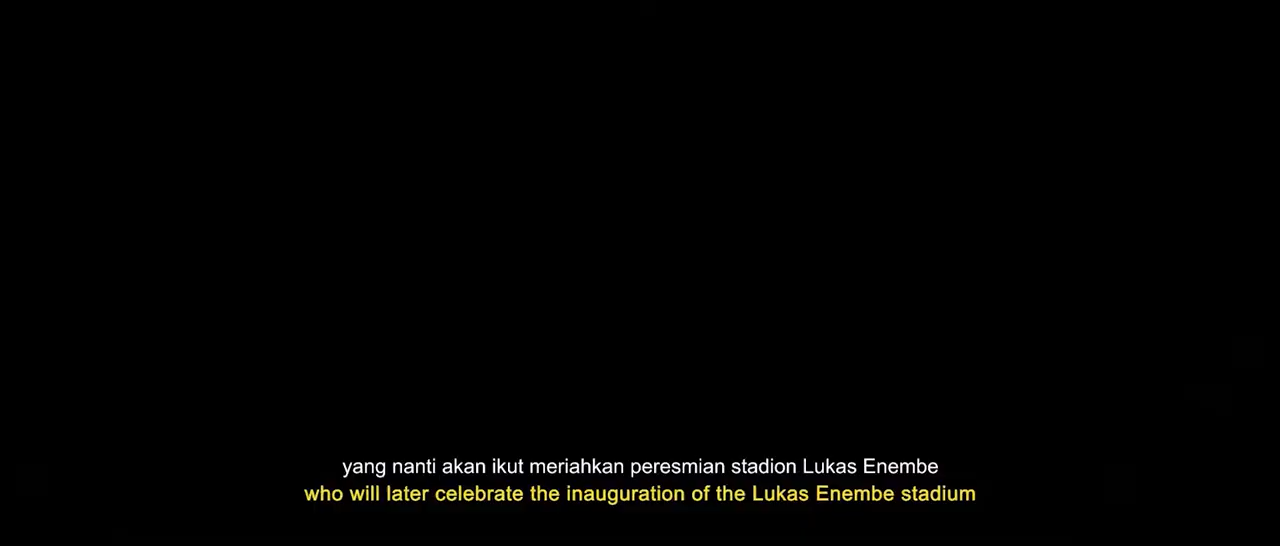 yang nanti akan ikut meriahkan peresmian stadion Lukas Enembe
who will later celebrate the inauguration of the Lukas Enembe stadium